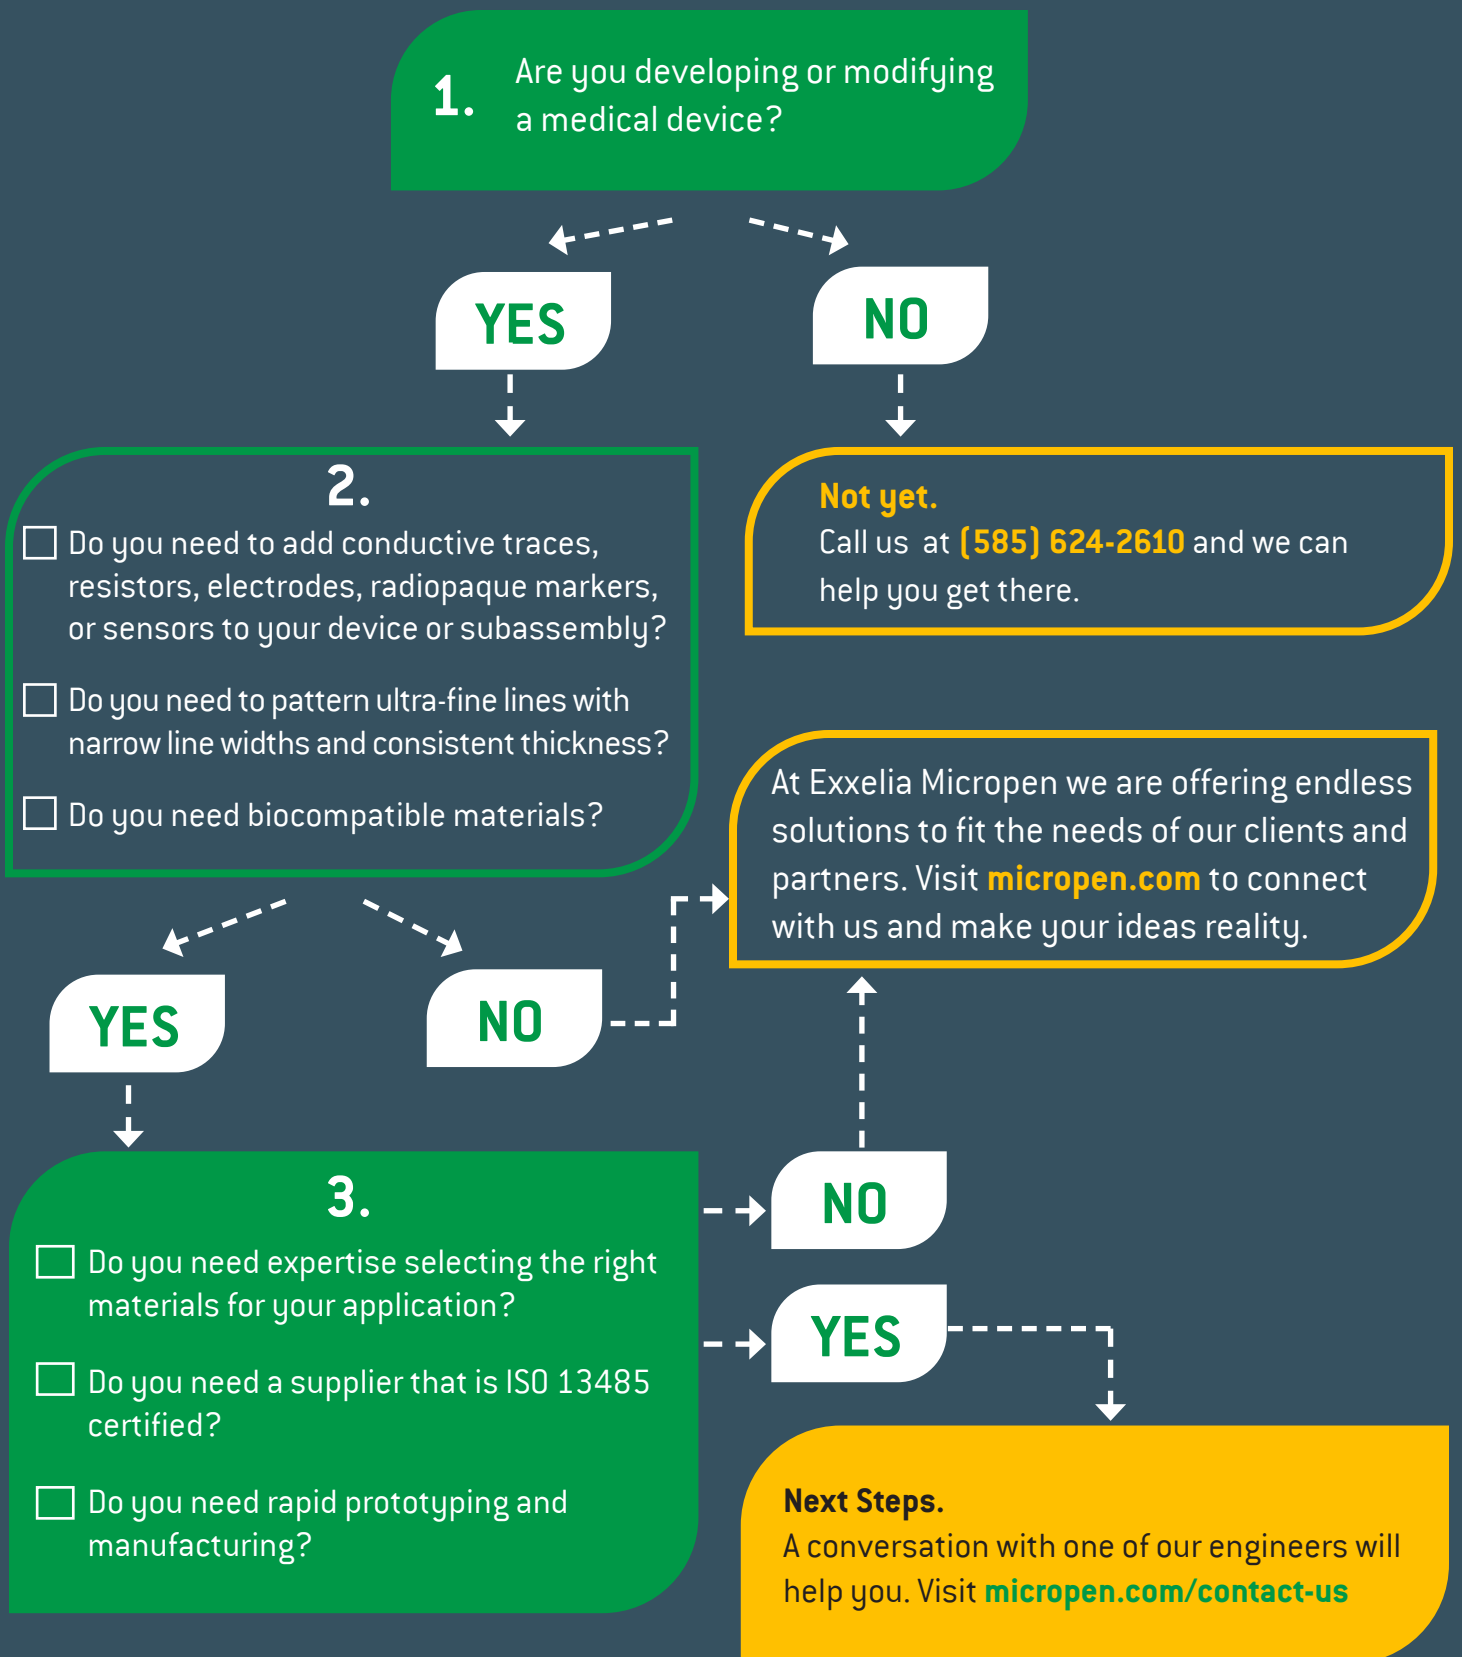 1.
Are you developing or modifying
a medical device?
YES
NO
2.
Do you need to add conductive traces,
resistors, electrodes, radiopaque markers,
or sensors to your device or subassembly?
Do you need to pattern ultra-fine lines with
narrow line widths and consistent thickness?
Do you need biocompatible materials?
Not yet.
Call us at (585) 624-2610 and we can
help you get there.
At Exxelia Micropen we are offering endless
solutions to fit the needs of our clients and
partners. Visit micropen.com to connect
with us and make your ideas reality.
YES
NO
3.
Do you need expertise selecting the right
materials for your application?
Do you need a supplier that is ISO 13485
certified?
Do you need rapid prototyping and
manufacturing?
NO
YES
Next Steps.
A conversation with one of our engineers will
help you. Visit micropen.com/contact-us